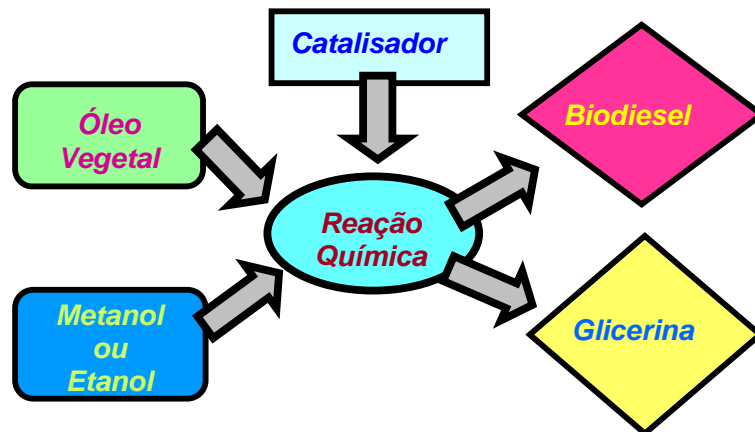 Catalisador
Óleo
Vegetal
Biodiesel
Reação
Química
Metanol
ou
Etanol
Glicerina